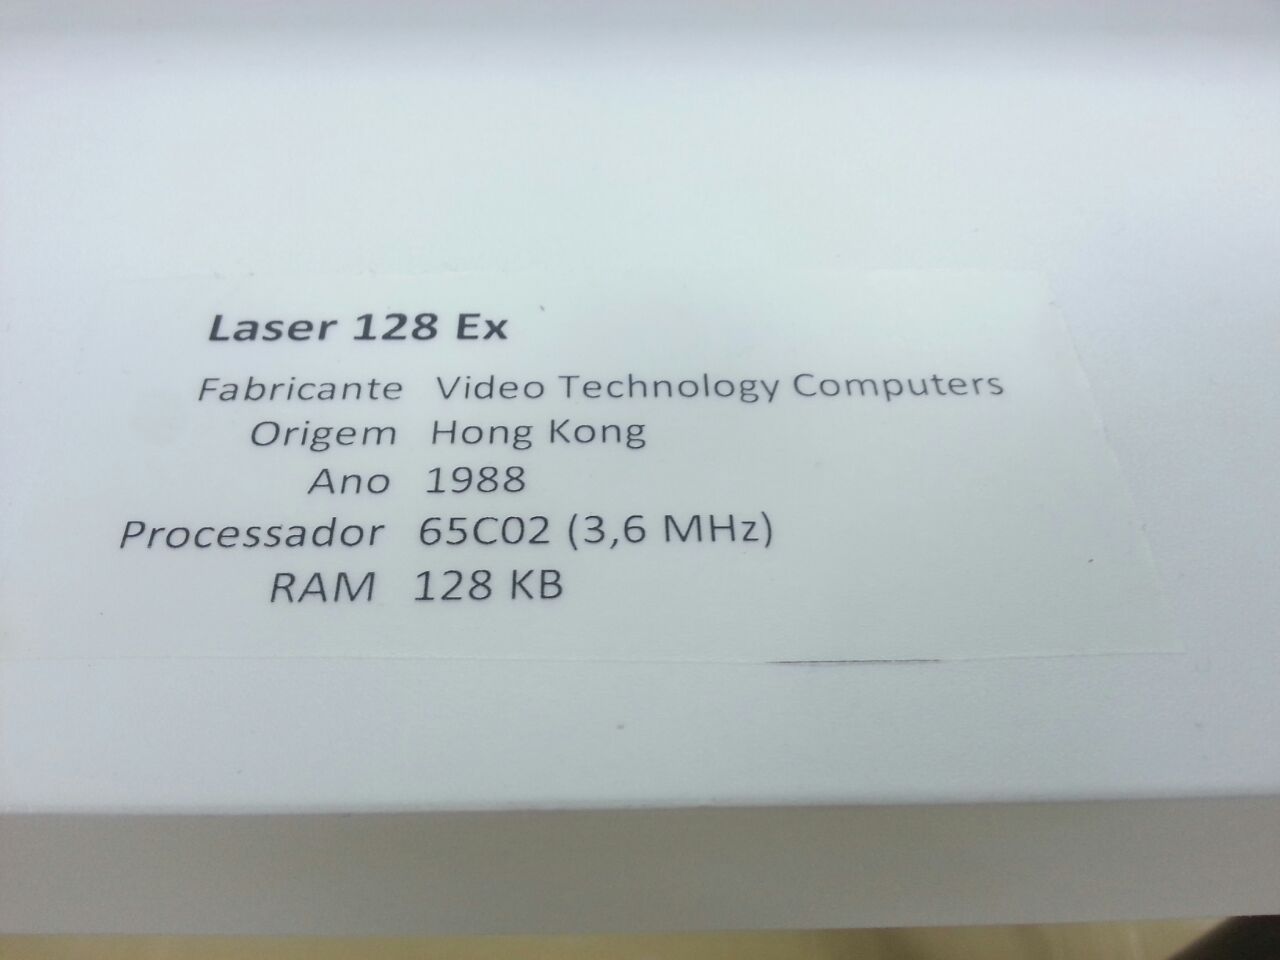 Laser 128 Ex
Fabricante Video Technology Computers
Origem Hong Kong
Ano 1988
Processador 65C02 (3,6 MHz)
RAM 128 KB